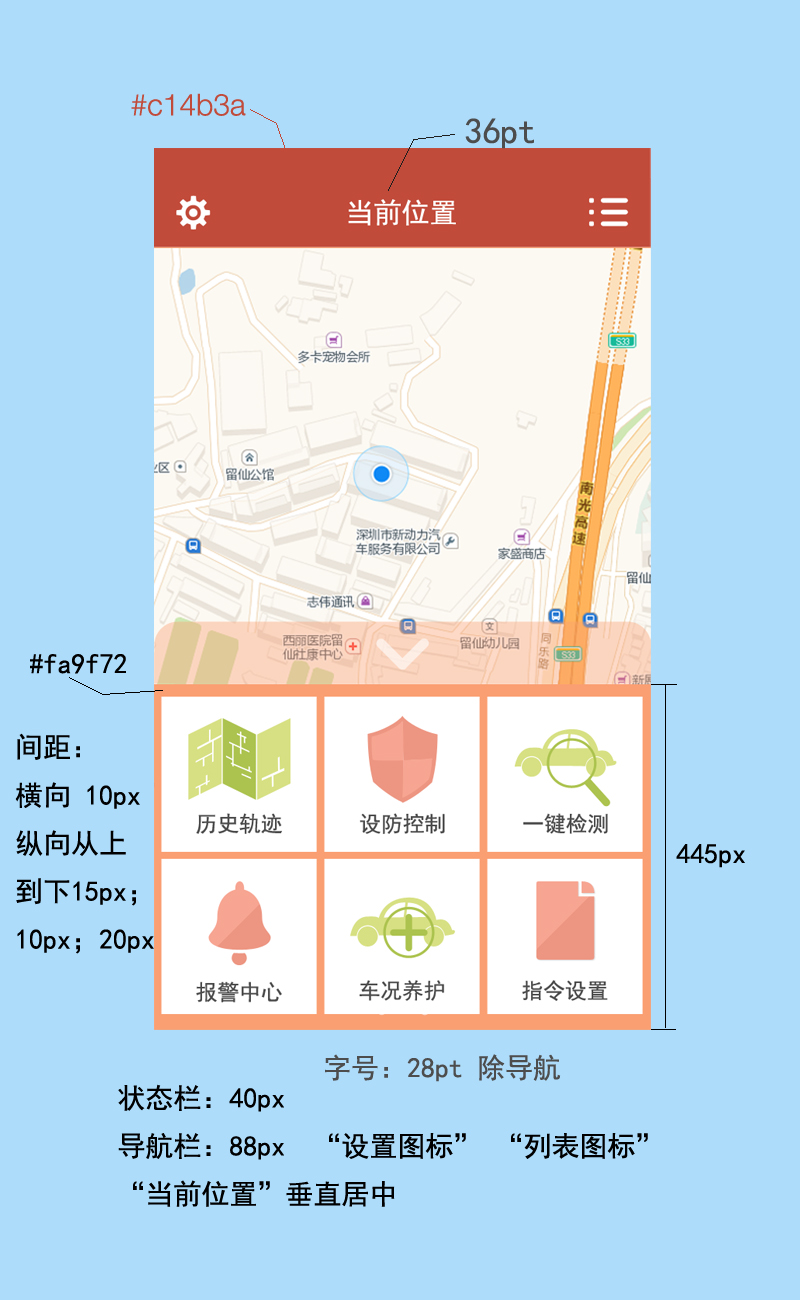 #c14b3a
36pt
当前位置
S33
多卡宠物会所
业区
留仙公馆
南光高速
深圳市新动力汽
车服务有限公司
家盛商店
留仙
志伟通讯
文
西丽医院留
仙社康中心
留仙幼儿园
同乐路
S33
#fa9f72
间距：
横向 10px
纵向从上
到下15px；
10px；20px
历史轨迹
设防控制
一键检测
445px
报警中心
车况养护
指令设置
字号：28pt 除导航
状态栏：40px
导航栏：88px “设置图标” “列表图标”
“当前位置”垂直居中